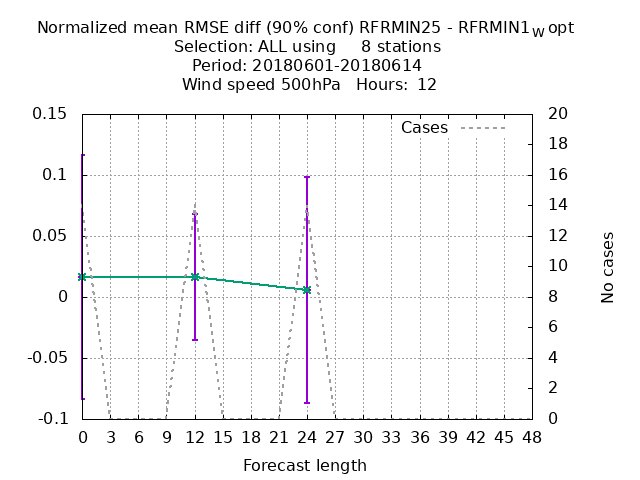 Normalized mean RMSE diff (90% conf) RFRMIN25 - RFRMIN1wopt
Selection: ALL using 8 stations
Period: 20180601-20180614
Wind speed 500hPa Hours: 12
Cases
0.15
0.1
0.05
0
-0.05
-0.1
20
18
16
14
12
10
8
6
4
2
0
No cases
0 3 6 9 12 15 18 21 24 27 30 33 36 39 42 45 48
Forecast length